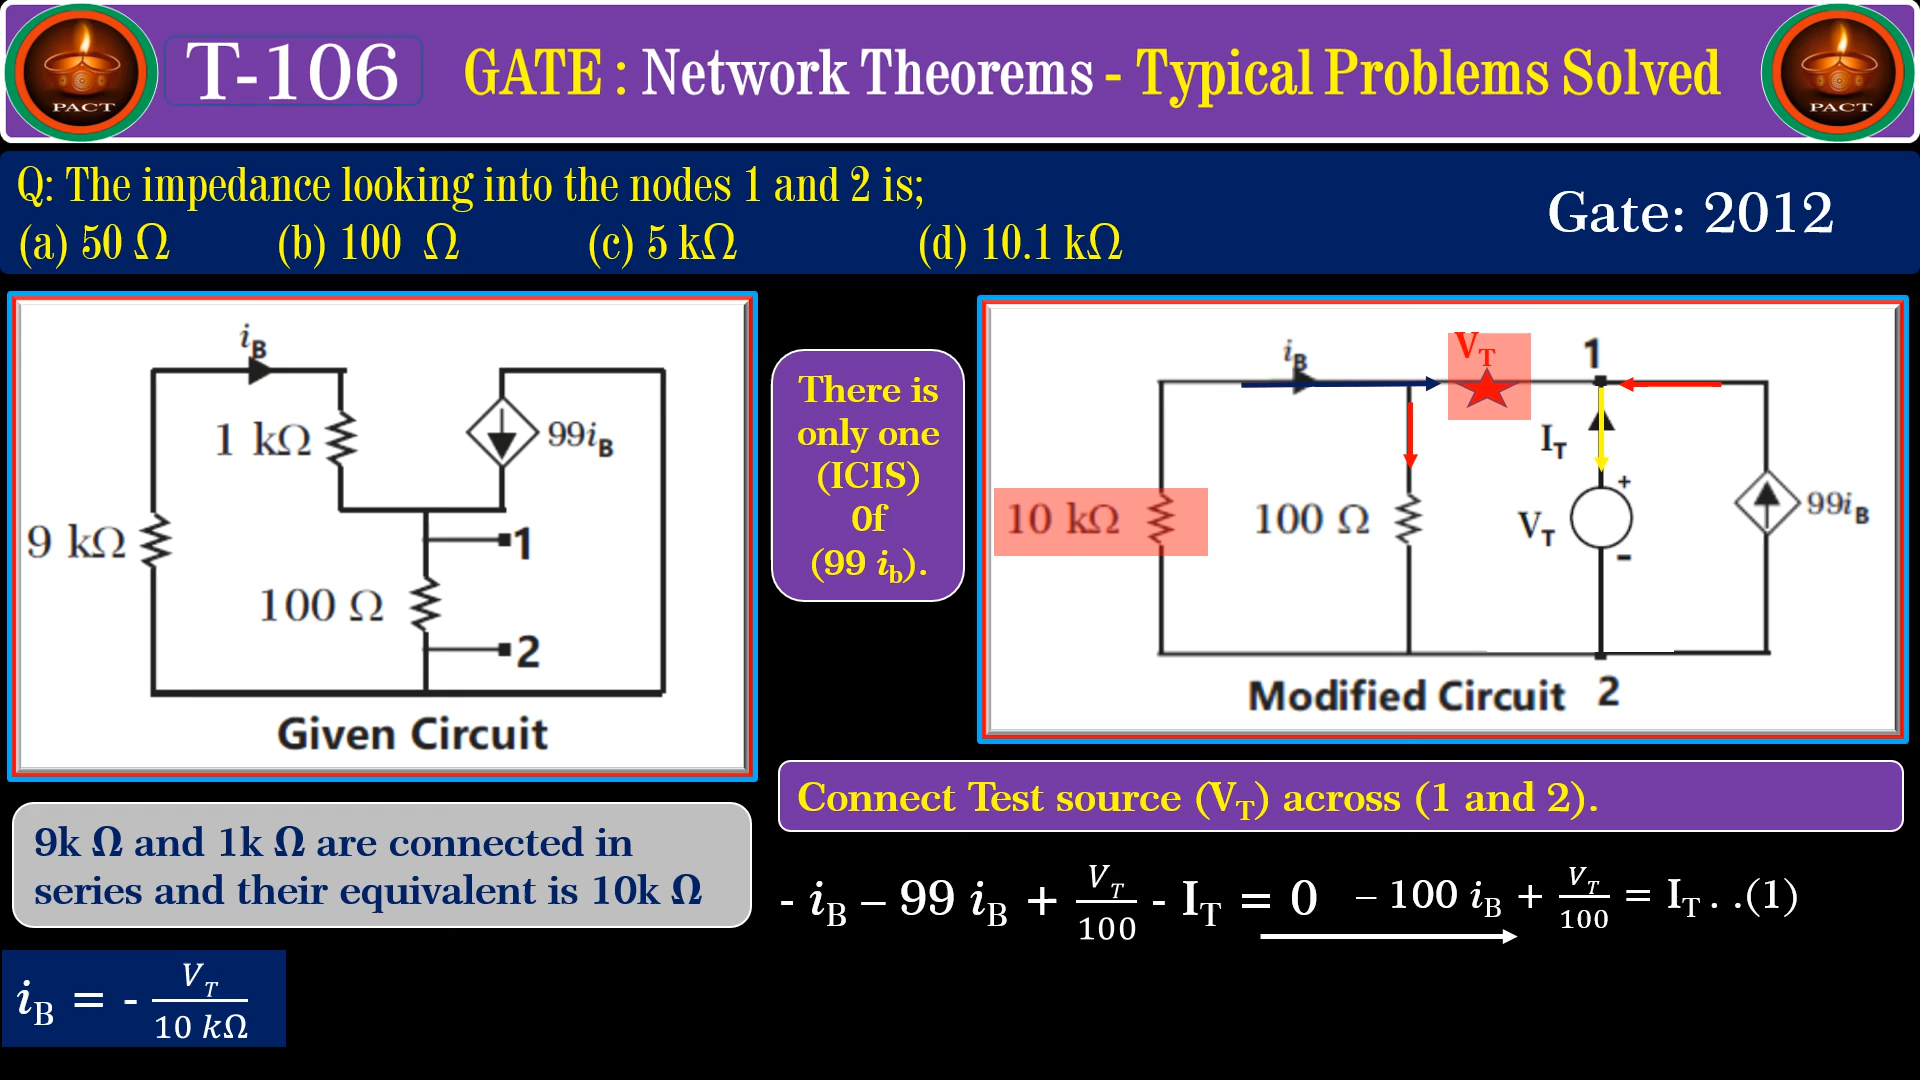 PACT
T-106
GATE : Network Theorems - Typical Problems Solved
PACT
Q: The impedance looking into the nodes 1 and 2 is;
(a) 50 Ω (b) 100 Ω (c) 5 kΩ (d) 10.1 kΩ
Gate: 2012
i_B
1 kΩ
99i_B
9 kΩ
1
100 Ω
2
Given Circuit
There is
only one
(ICIS)
0f
(99 i_b).
i_B
V_T
1
I_T
+
10 kΩ
100 Ω
V_T
99i_B
-
Modified Circuit 2
Connect Test source (V_T) across (1 and 2).
9k Ω and 1k Ω are connected in
series and their equivalent is 10k Ω
- i_B – 99 i_B + V_T/100 - I_T = 0
– 100 i_B + V_T/100 = I_T . .(1)
i_B = - V_T/10 kΩ